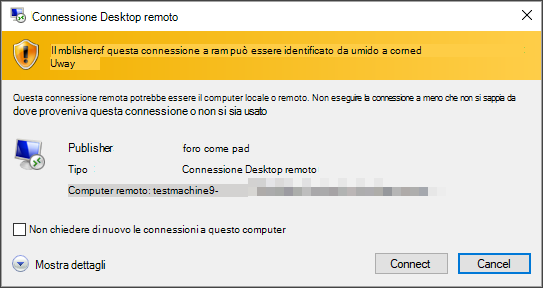 Connessione Desktop remoto
Il mblishercf questa connessione a ram può essere identificato da umido a corned
Uway
Questa connessione remota potrebbe essere il computer locale o remoto. Non eseguire la connessione a meno che non si sappia da
dove proveniva questa connessione o non si sia usato
Publisher foro come pad
Tipo Connessione Desktop remoto
Computer remoto: testmachine9-
Non chiedere di nuovo le connessioni a questo computer
Mostra dettagli
Connect
Cancel